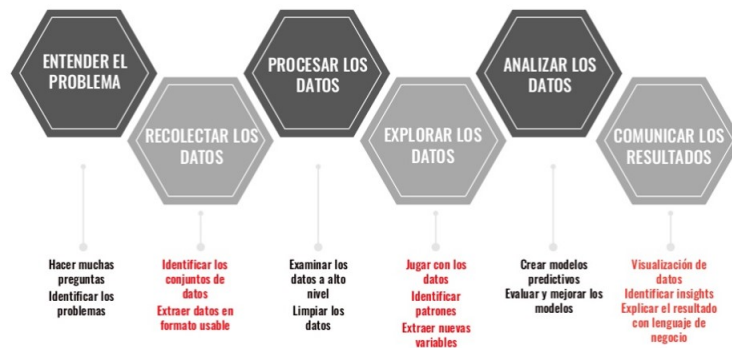 ENTENDER EL
PROBLEMA
RECOLECTAR LOS
DATOS
PROCESAR LOS
DATOS
EXPLORAR LOS
DATOS
ANALIZAR LOS
DATOS
COMUNICAR LOS
RESULTADOS
Hacer muchas
preguntas
Identificar los
problemas
Identificar los
conjuntos de
datos
Extraer datos en
formato usable
Examinar los
datos a alto
nivel
Limpiar los
datos
Jugar con los
datos
Identificar
patrones
Extraer nuevas
variables
Crear modelos
predictivos
Evaluar y mejorar los
modelos
Visualización de
datos
Identificar insights
Explicar el resultado
con lenguaje de
negocio